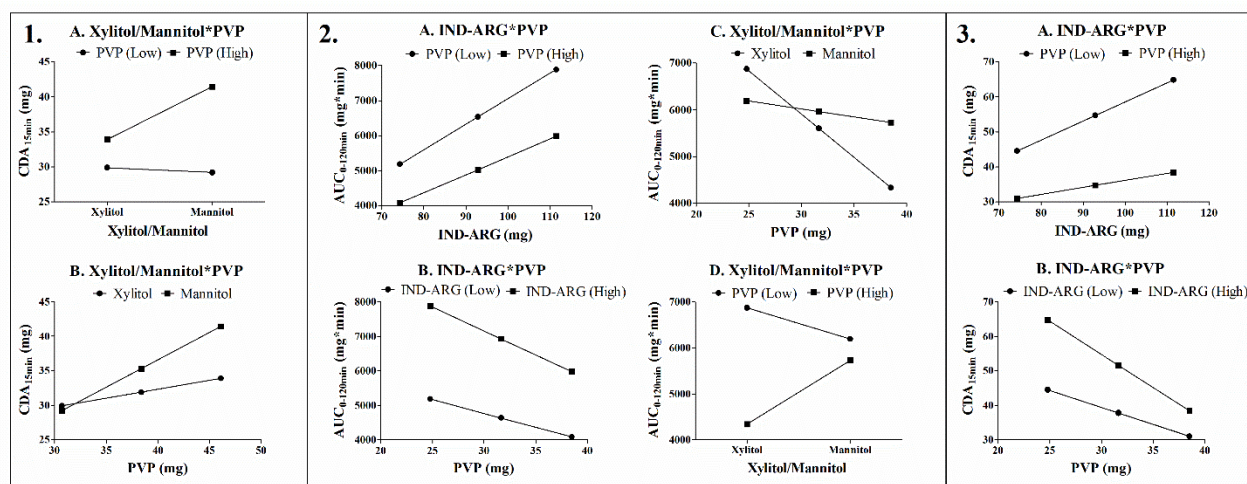 1.
A. Xylitol/Mannitol*PVP
PVP (Low) PVP (High)
45
40
35
30
25
CDA15min (mg)
Xylitol Mannitol
Xylitol/Mannitol
B. Xylitol/Mannitol*PVP
Xylitol Mannitol
45
40
35
30
25
CDA15min (mg)
30 35 40 45 50
PVP (mg)
2.
A. IND-ARG*PVP
PVP (Low) PVP (High)
8000
7000
6000
5000
4000
AUC0-120min (mg*min)
70 80 90 100 110 120
IND-ARG (mg)
B. IND-ARG*PVP
IND-ARG (Low) IND-ARG (High)
8000
7000
6000
5000
4000
AUC0-120min (mg*min)
20 25 30 35 40
PVP (mg)
C. Xylitol/Mannitol*PVP
Xylitol Mannitol
7000
6000
5000
4000
AUC0-120min (mg*min)
20 25 30 35 40
PVP (mg)
D. Xylitol/Mannitol*PVP
PVP (Low) PVP (High)
7000
6000
5000
4000
AUC0-120min (mg*min)
Xylitol Mannitol
Xylitol/Mannitol
3.
A. IND-ARG*PVP
PVP (Low) PVP (High)
70
60
50
40
30
CDA15min (mg)
70 80 90 100 110 120
IND-ARG (mg)
B. IND-ARG*PVP
IND-ARG (Low) IND-ARG (High)
70
60
50
40
30
CDA15min (mg)
20 25 30 35 40
PVP (mg)